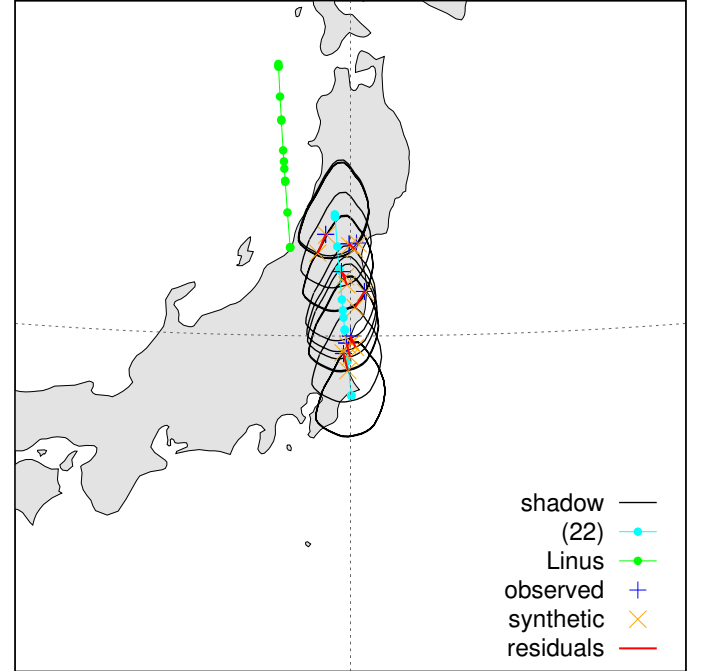 shadow
(22)
Linus
observed
synthetic
residuals